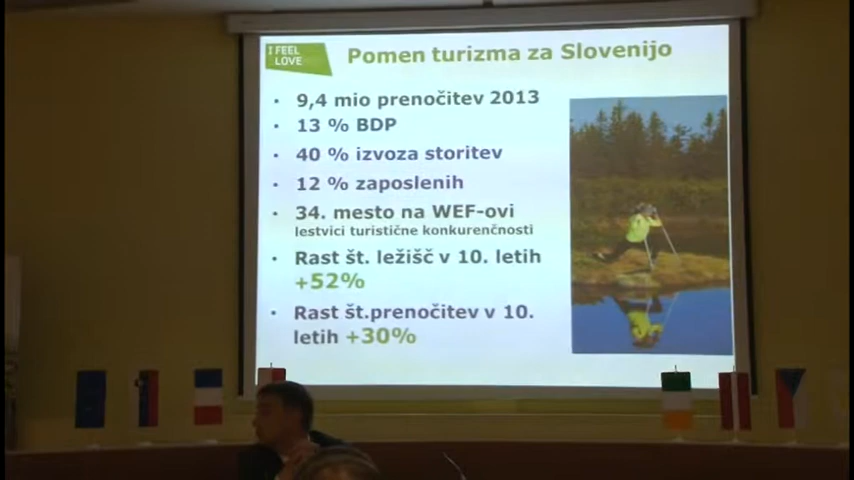 I FEEL
LOVE
Pomen turizma za Slovenijo
• 9,4 mio prenočitev 2013
• 13 % BDP
• 40 % izvoza storitev
• 12 % zaposlenih
• 34. mesto na WEF-ovi
lestvici turistične konkurenčnosti
• Rast št. ležišč v 10. letih
+52%
• Rast št.prenočitev v 10.
letih +30%